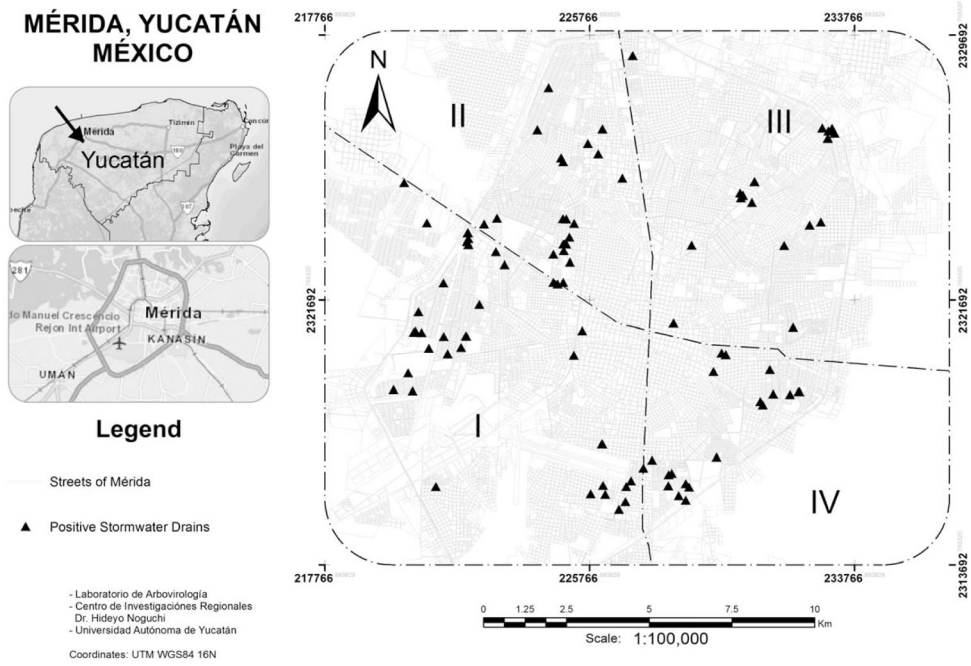 MÉRIDA, YUCATÁN
MÉXICO
Mérida
Tizimín
Yucatán
180
Playa del
Carmen
307
281
Mérida
do Manuel Crescencio
Rejon Int Airport
KANASIN
UMAN
Legend
Streets of Mérida
Positive Stormwater Drains
- Laboratorio de Arbovirología
- Centro de Investigaciónes Regionales
Dr. Hideyo Noguchi
- Universidad Autónoma de Yucatán
Coordinates: UTM WGS84 16N
217766
225766
233766
2329692
2321692
2321692
2313692
N
II
III
I
IV
217766
225766
233766
0 1.25 2.5 5 7.5 10
Km
Scale: 1:100,000